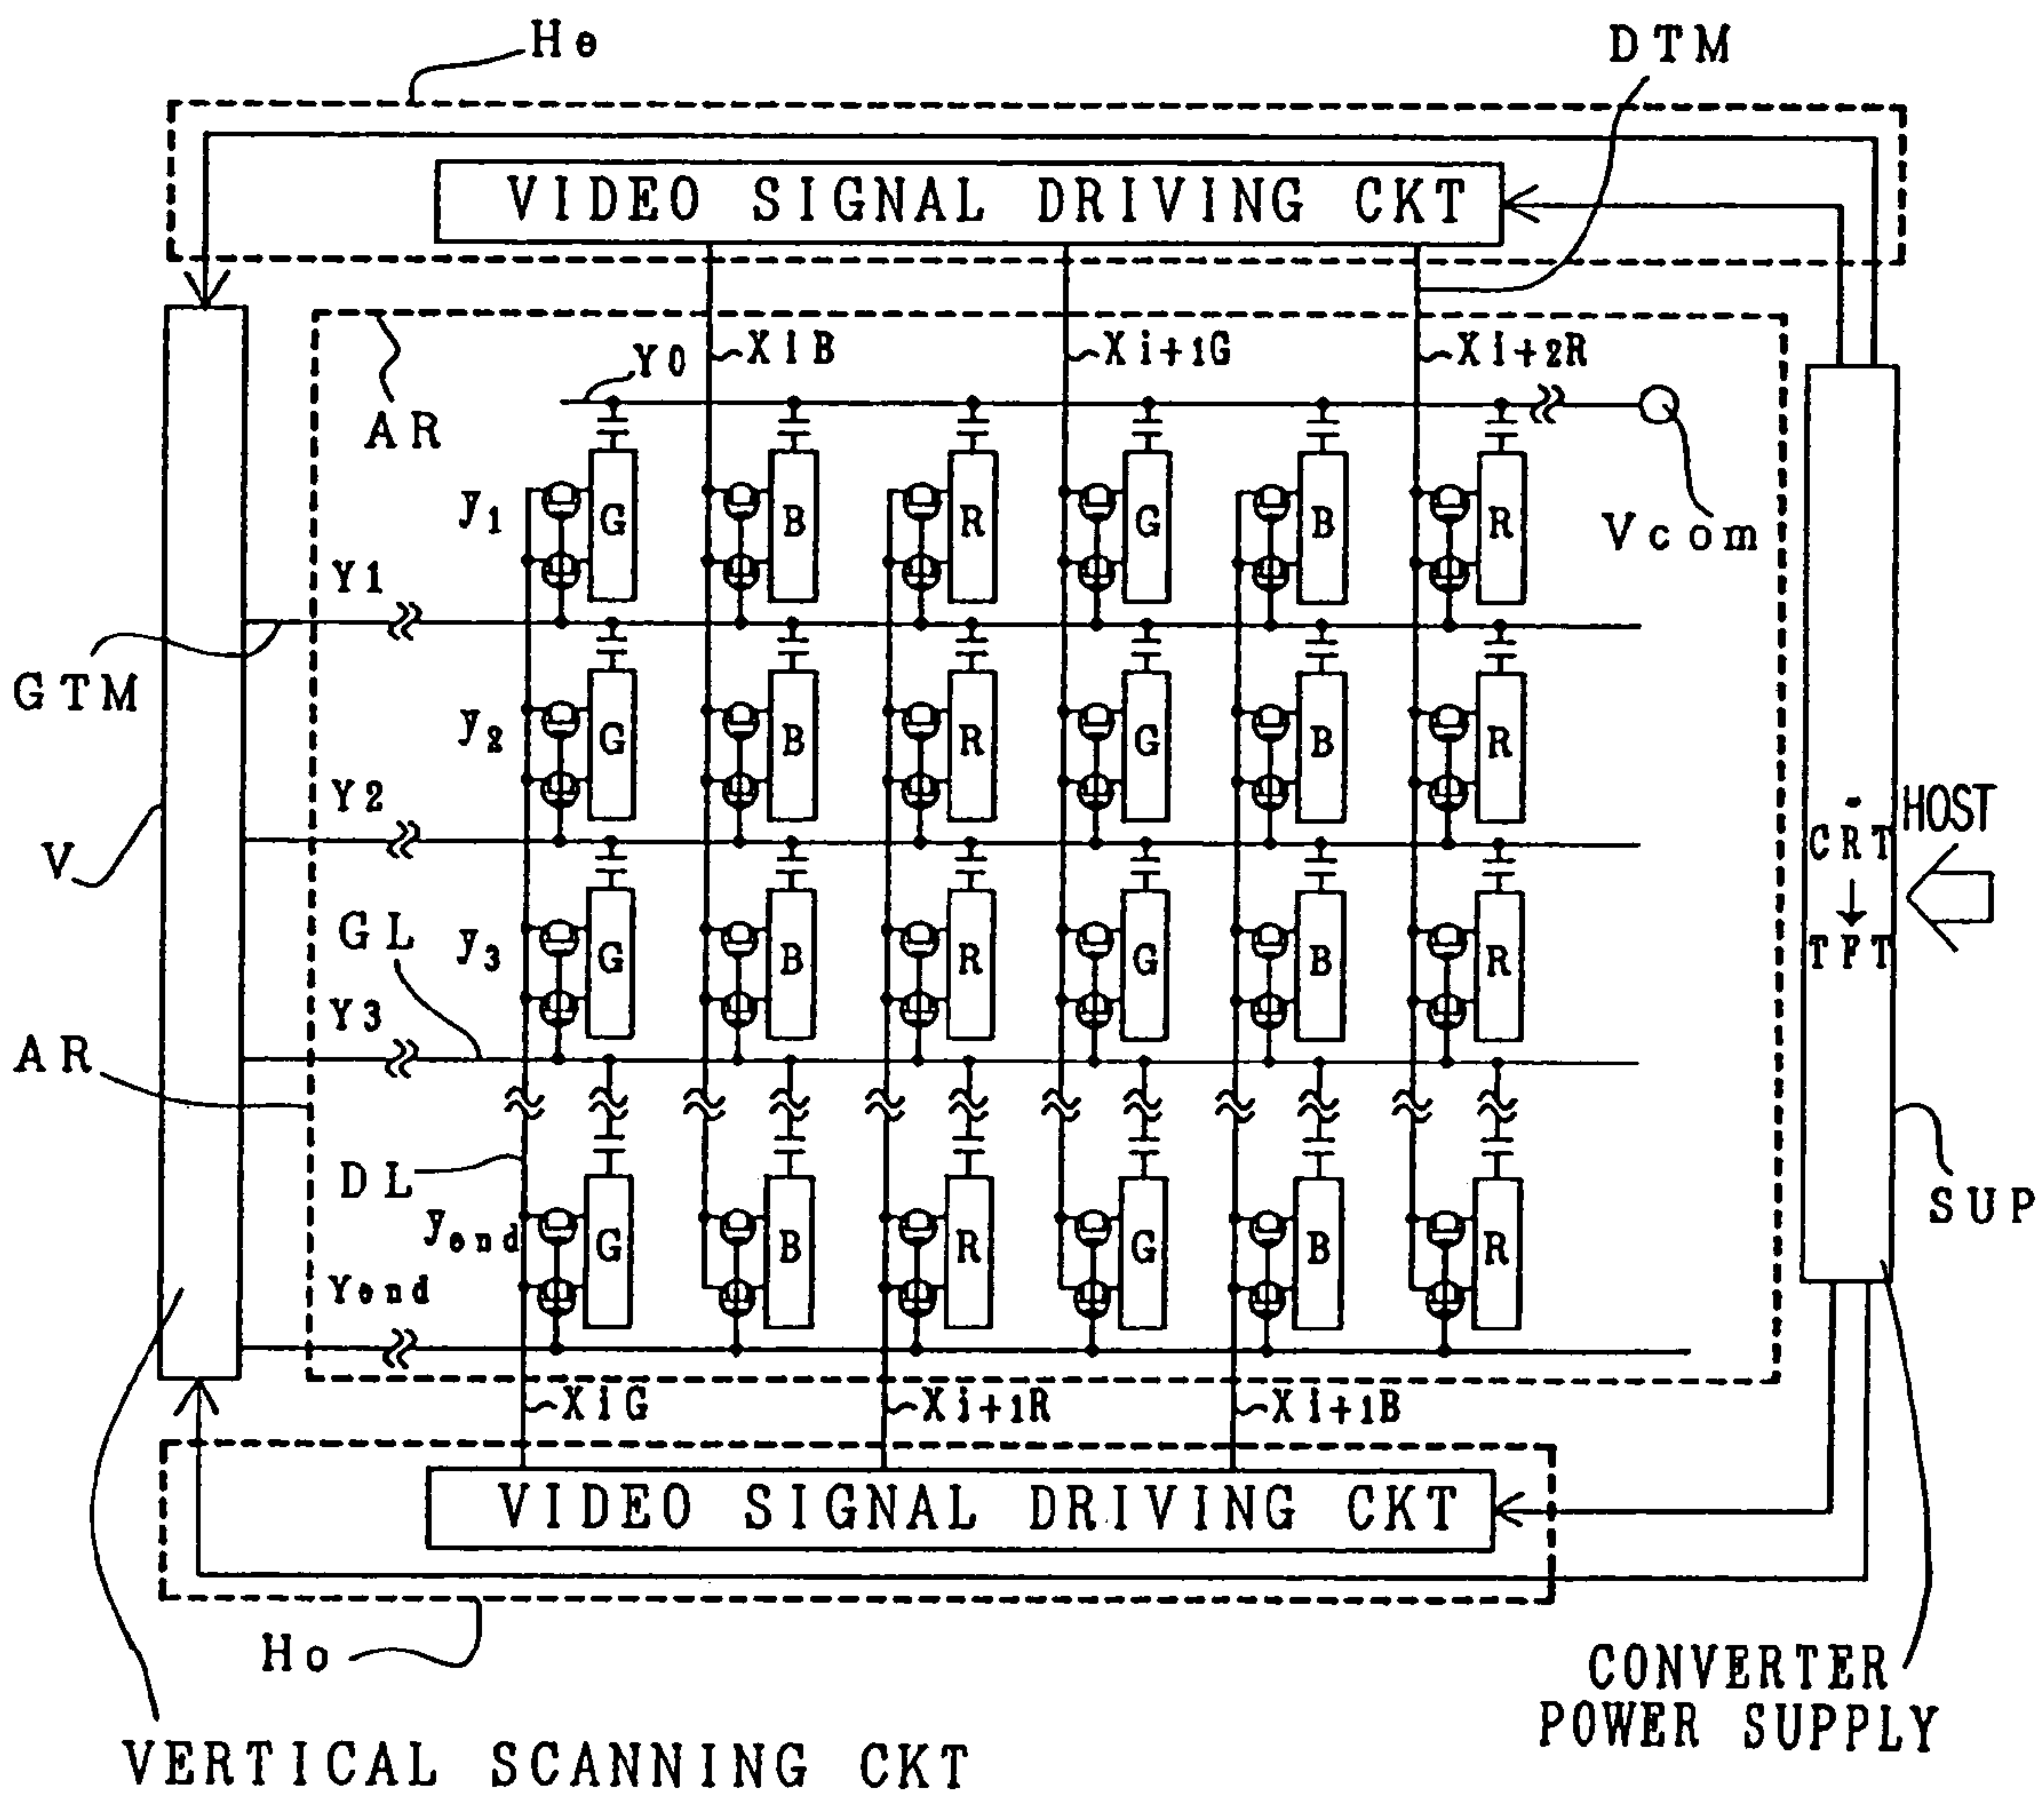 He
DTM
VIDEO SIGNAL DRIVING CKT
XiB
Xi+1G
Xi+2R
Y0
AR
Vcom
y1
G B R G B R
Y1
GTM
y2
G B R G B R
Y2
HOST
V
CRT
TFT
GL
y3
G B R G B R
Y3
AR
DL
SUP
yend
G B R G B R
Yend
XiG
Xi+1R
Xi+1B
VIDEO SIGNAL DRIVING CKT
Ho
CONVERTER
POWER SUPPLY
VERTICAL SCANNING CKT